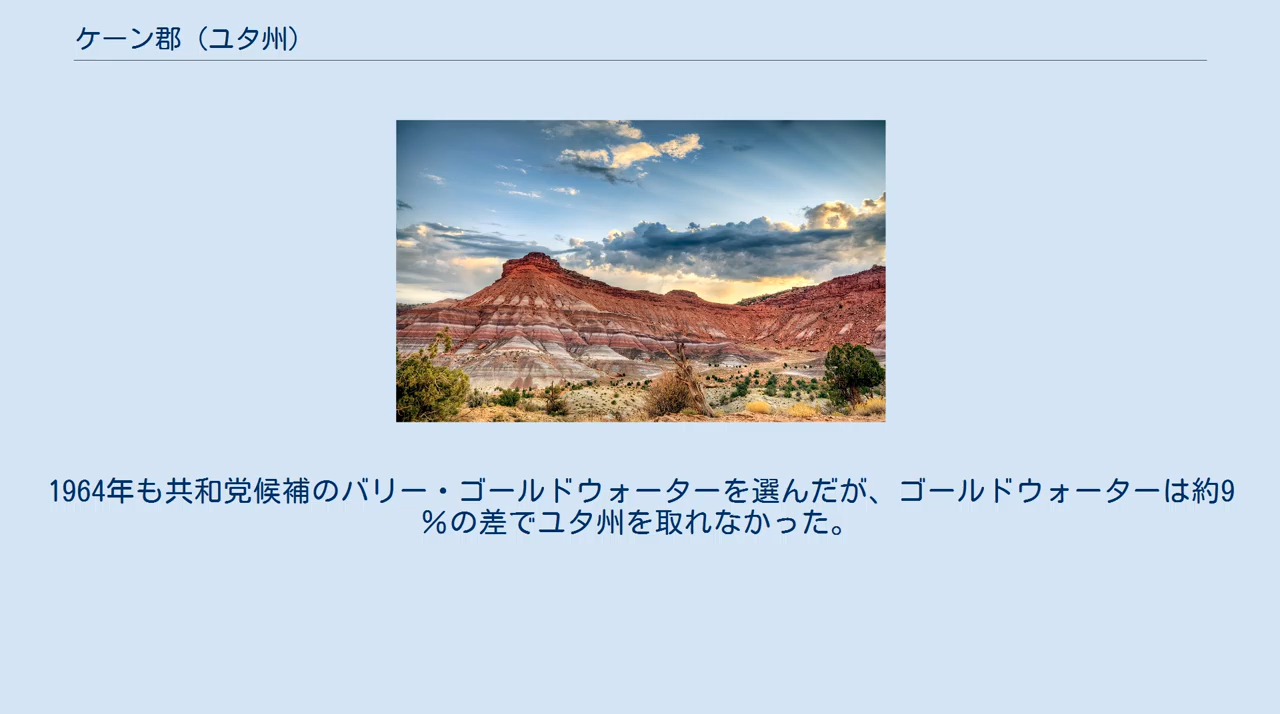 ケーン郡（ユタ州）
1964年も共和党候補のバリー・ゴールドウォーターを選んだが、ゴールドウォーターは約9
％の差でユタ州を取れなかった。